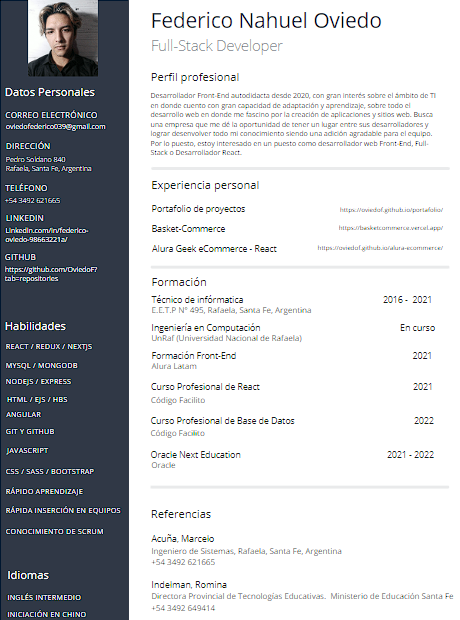 Datos Personales
CORREO ELECTRÓNICO
oviedofederico039@gmail.com
DIRECCIÓN
Pedro Soldano 840
Rafaela, Santa Fe, Argentina
TELÉFONO
+54 3492 621665
LINKEDIN
Linkedin.com/in/federico-
oviedo-98663221a/
GITHUB
https://github.com/OviedoF?
tab=repositories
Habilidades
REACT / REDUX / NEXTJS
MYSQL / MONGODB
NODEJS / EXPRESS
HTML / EJS / HBS
ANGULAR
GIT Y GITHUB
JAVASCRIPT
CSS / SASS / BOOTSTRAP
RÁPIDO APRENDIZAJE
RÁPIDA INSERCIÓN EN EQUIPOS
CONOCIMIENTO DE SCRUM
Idiomas
INGLÉS INTERMEDIO
INICIACIÓN EN CHINO
Federico Nahuel Oviedo
Full-Stack Developer
Perfil profesional
Desarrollador Front-End autodidacta desde 2020, con gran interés sobre el ámbito de TI
en donde cuento con gran capacidad de adaptación y aprendizaje, sobre todo el
desarrollo web en donde me fascino por la creación de aplicaciones y sitios web. Busca
una empresa que me dé la oportunidad de tener un lugar entre sus desarrolladores y
lograr desenvolver todo mi conocimiento siendo una adición agradable para el equipo.
Por lo puesto, estoy interesado en un puesto como desarrollador web Front-End, Full-
Stack o Desarrollador React.
Experiencia personal
Portafolio de proyectos https://oviedof.github.io/portafolio/
Basket-Commerce https://basketcommerce.vercel.app/
Alura Geek eCommerce - React https://oviedof.github.io/alura-ecommerce/
Formación
Técnico de informática 2016 - 2021
E.E.T.P Nº 495, Rafaela, Santa Fe, Argentina
Ingeniería en Computación En curso
UnRaf (Universidad Nacional de Rafaela)
Formación Front-End 2021
Alura Latam
Curso Profesional de React 2021
Código Facilito
Curso Profesional de Base de Datos 2022
Código Facilito
Oracle Next Education 2021 - 2022
Oracle
Referencias
Acuña, Marcelo
Ingeniero de Sistemas, Rafaela, Santa Fe, Argentina
+54 3492 621665
Indelman, Romina
Directora Provincial de Tecnologías Educativas. Ministerio de Educación Santa Fe
+54 3492 649414